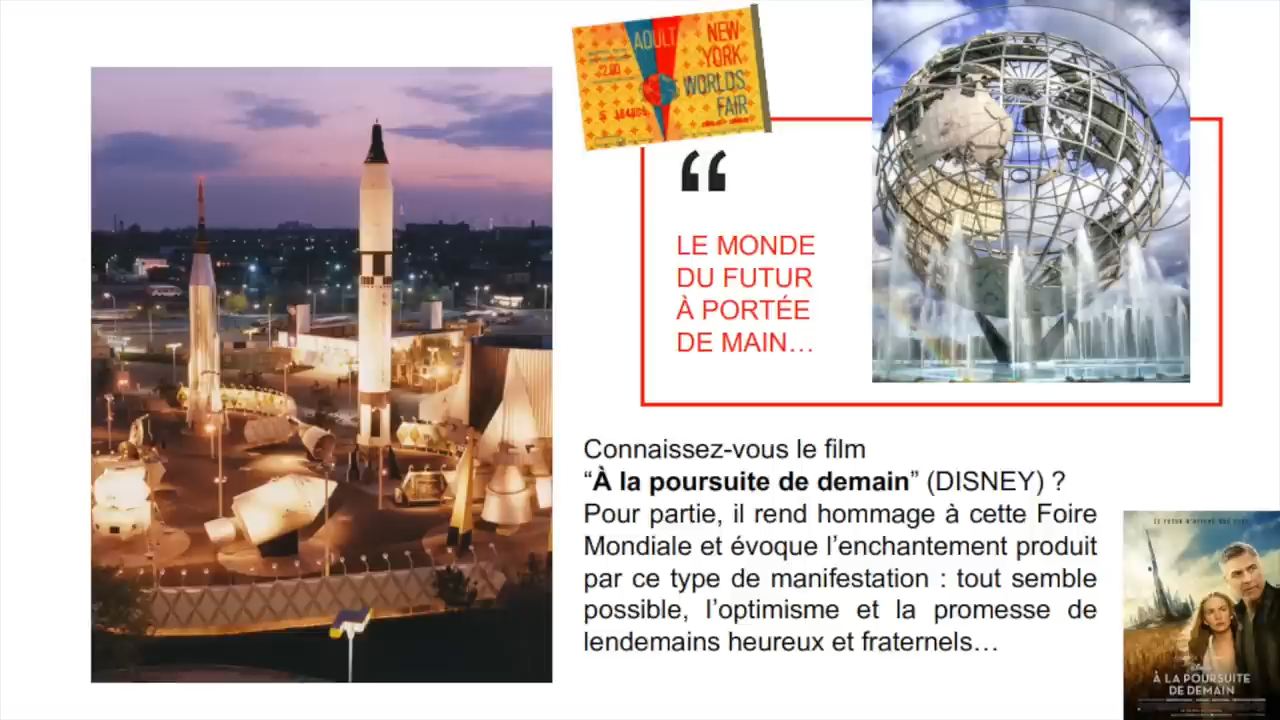 ADULT
NEW
YORK
WORLDS
FAIR
“
LE MONDE
DU FUTUR
À PORTÉE
DE MAIN…
Connaissez-vous le film
“À la poursuite de demain” (DISNEY) ?
Pour partie, il rend hommage à cette Foire
Mondiale et évoque l’enchantement produit
par ce type de manifestation : tout semble
possible, l’optimisme et la promesse de
lendemains heureux et fraternels…
À LA POURSUITE
DE DEMAIN